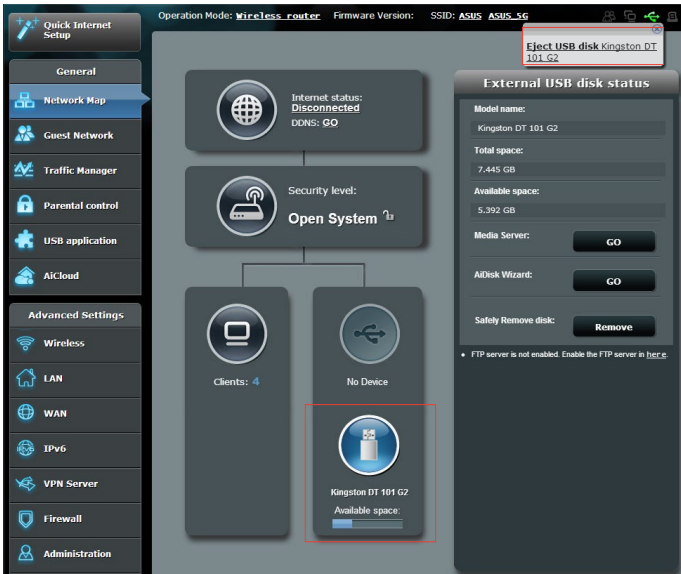 Quick Internet
Setup
Operation Mode: Wireless router Firmware Version: SSID: ASUS ASUS_5G
Eject USB disk Kingston DT
101 G2
General
Network Map
Guest Network
Traffic Manager
Parental control
USB application
AiCloud
Advanced Settings
Wireless
LAN
WAN
IPv6
VPN Server
Firewall
Administration
Internet status:
Disconnected
DDNS: GO
Security level:
Open System
Clients: 4
No Device
Kingston DT 101 G2
Available space:
External USB disk status
Model name:
Kingston DT 101 G2
Total space:
7.445 GB
Available space:
5.392 GB
Media Server: GO
AiDisk Wizard: GO
Safely Remove disk: Remove
• FTP server is not enabled. Enable the FTP server in here.